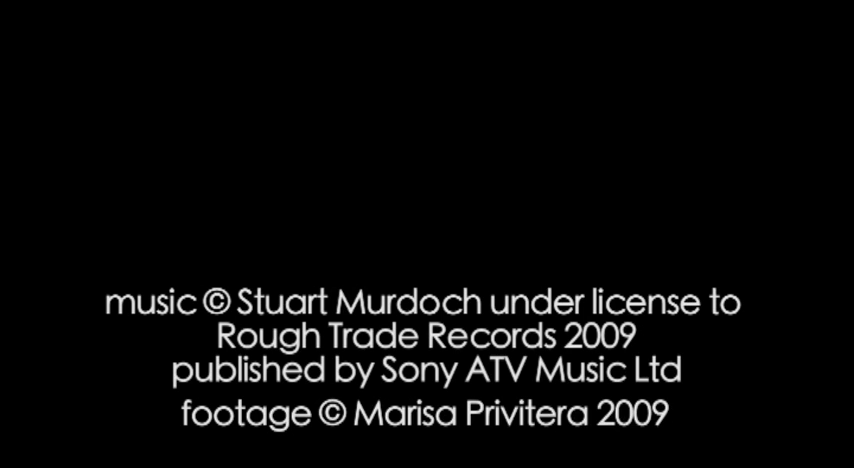 music © Stuart Murdoch under license to
Rough Trade Records 2009
published by Sony ATV Music Ltd
footage © Marisa Privitera 2009